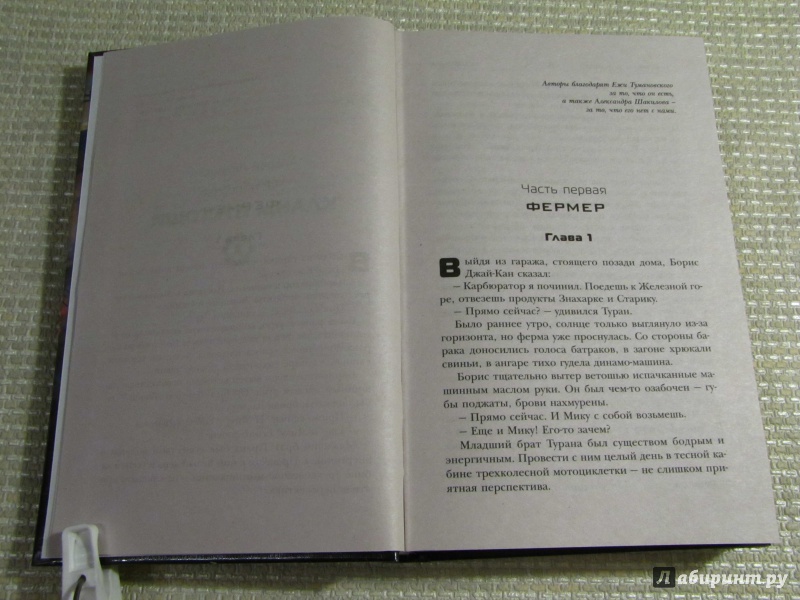 Авторы благодарят Ежи Тумановского
за то, что он есть,
а также Александра Шакилова –
за то, что его нет с нами.
Часть первая
ФЕРМЕР
Глава 1
Выйдя из гаража, стоящего позади дома, Борис
Джай-Кан сказал:
– Карбюратор я починил. Поедешь к Железной го-
ре, отвезешь продукты Знахарке и Старику.
– Прямо сейчас? – удивился Туран.
Было раннее утро, солнце только выглянуло из-за
горизонта, но ферма уже проснулась. Со стороны ба-
рака доносились голоса батраков, в загоне хрюкали
свиньи, в ангаре тихо гудела динамо-машина.
Борис тщательно вытер ветошью испачканные ма-
шинным маслом руки. Он был чем-то озабочен – гу-
бы поджаты, брови нахмурены.
– Прямо сейчас. И Мику с собой возьмешь.
– Еще и Мику! Его-то зачем?
Младший брат Турана был существом бодрым и
энергичным. Провести с ним целый день в тесной ка-
бине трехколесной мотоциклетки – не слишком при-
ятная перспектива.
Лабиринт.ру